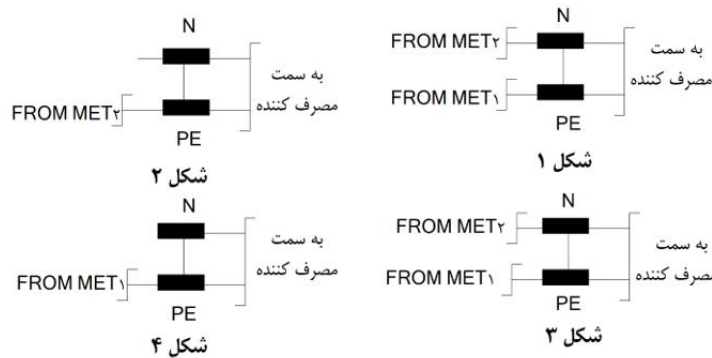 N
FROM MET۲
به سمت
مصرف کننده
FROM MET۱
PE
شکل ۱
N
به سمت
مصرف کننده
FROM MET۲
PE
شکل ۲
N
FROM MET۲
به سمت
مصرف کننده
FROM MET۱
PE
شکل ۳
N
به سمت
مصرف کننده
FROM MET۱
PE
شکل ۴